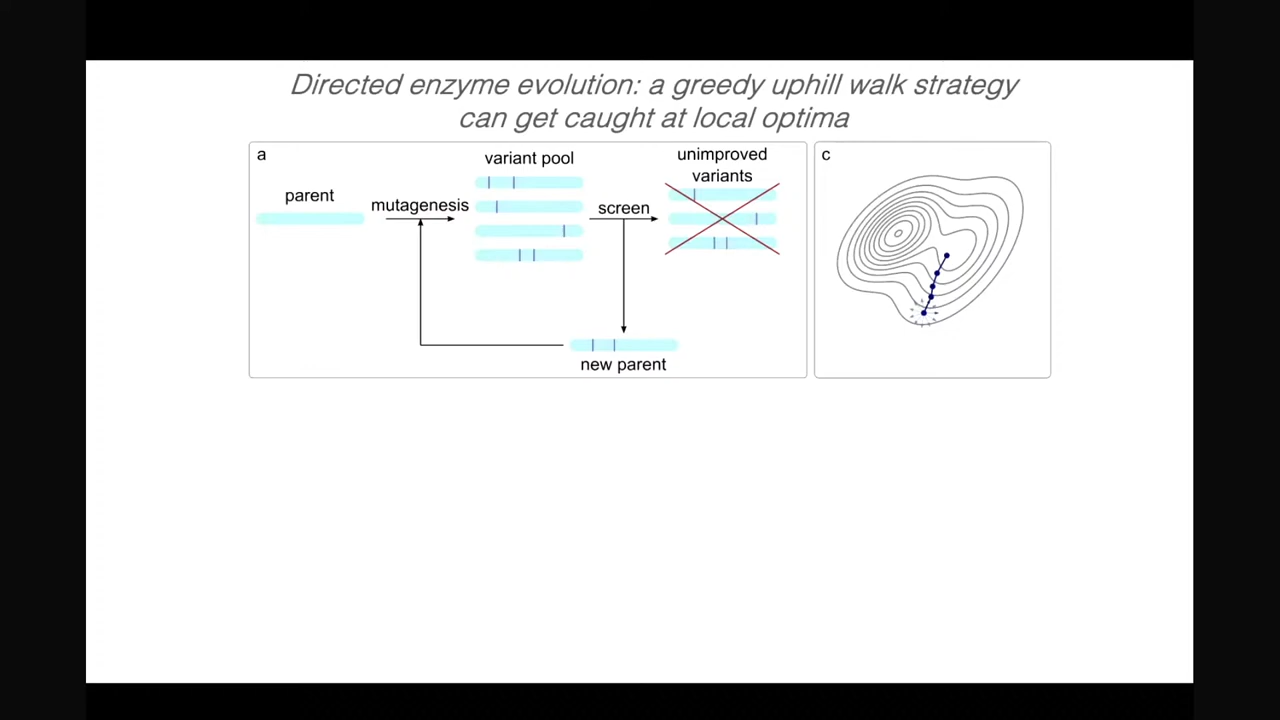 Directed enzyme evolution: a greedy uphill walk strategy
can get caught at local optima
a
parent
mutagenesis
variant pool
screen
unimproved
variants
new parent
c